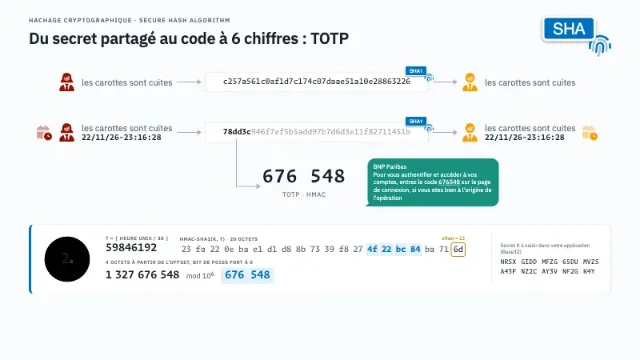 HACHAGE CRYPTOGRAPHIQUE · SECURE HASH ALGORITHM
Du secret partagé au code à 6 chiffres : TOTP
SHA
SHA1
les carottes sont cuites
c257a561c0af1d7c174c07daae51a10e28863226
les carottes sont cuites
SHA1
les carottes sont cuites
22/11/26-23:16:28
78dd3c946f7ef5b5add97b7d6d3e11f82711451b
les carottes sont cuites
22/11/26-23:16:28
676 548
TOTP · HMAC
BNP Paribas
Pour vous authentifier et accéder à vos
comptes, entrez le code 676548 sur la page
de connexion, si vous êtes bien à l'origine de
l'opération
2.
T = ⌊ HEURE UNIX / 30 ⌋
59846192
HMAC-SHA1(K, T) · 20 OCTETS
offset = 13
23 fa 22 0e ba e1 d1 d8 8b 73 39 f8 27 4f 22 bc 84 ba 71 6d
4 OCTETS À PARTIR DE L'OFFSET, BIT DE POIDS FORT À 0
1 327 676 548 mod 10⁶ 676 548
Secret K à saisir dans votre application
(Base32)
NRSX GIDD MFZG 65DU MVZS
A43P NZ2C AY3V NF2G K4Y